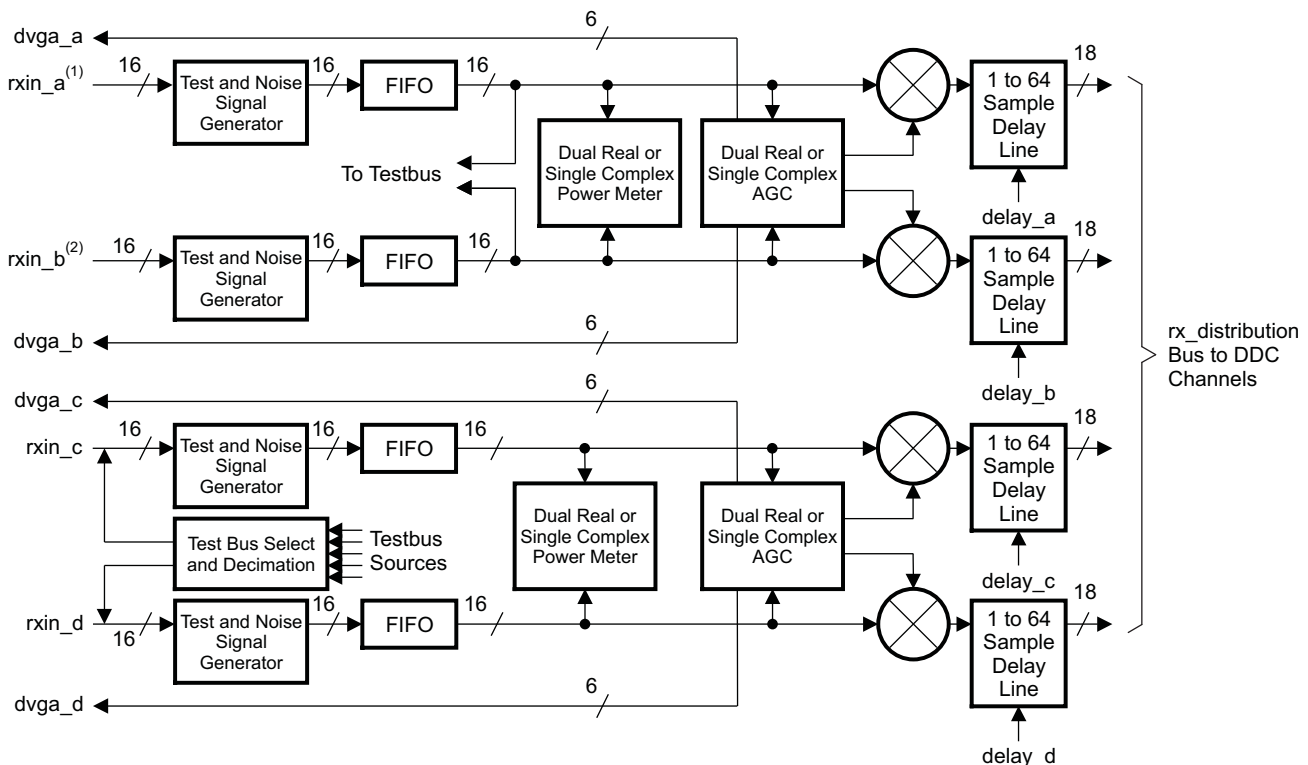 dvga_a
6
rxin_a(1)
16
Test and Noise
Signal
Generator
16
FIFO
16
1 to 64
Sample
Delay
Line
18
To Testbus
Dual Real or
Single Complex
Power Meter
Dual Real or
Single Complex
AGC
delay_a
rxin_b(2)
16
Test and Noise
Signal
Generator
16
FIFO
16
1 to 64
Sample
Delay
Line
18
dvga_b
6
delay_b
rx_distribution
Bus to DDC
Channels
dvga_c
6
rxin_c
16
Test and Noise
Signal
Generator
16
FIFO
16
1 to 64
Sample
Delay
Line
18
Test Bus Select
and Decimation
Testbus
Sources
Dual Real or
Single Complex
Power Meter
Dual Real or
Single Complex
AGC
delay_c
rxin_d
16
Test and Noise
Signal
Generator
16
FIFO
16
1 to 64
Sample
Delay
Line
18
dvga_d
6
delay_d